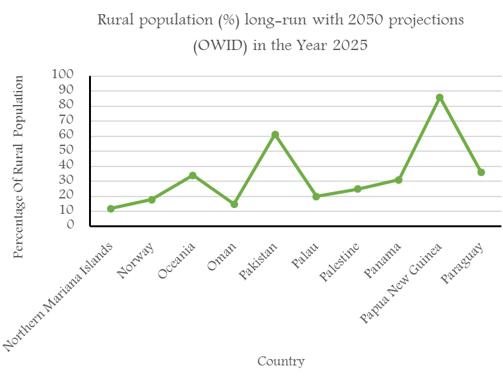 Rural population (%) long-run with 2050 projections
(OWID) in the Year 2025
Percentage Of Rural Population
100
90
80
70
60
50
40
30
20
10
0
Northern Mariana Islands
Norway
Oceania
Oman
Pakistan
Palau
Palestine
Panama
Papua New Guinea
Paraguay
Country